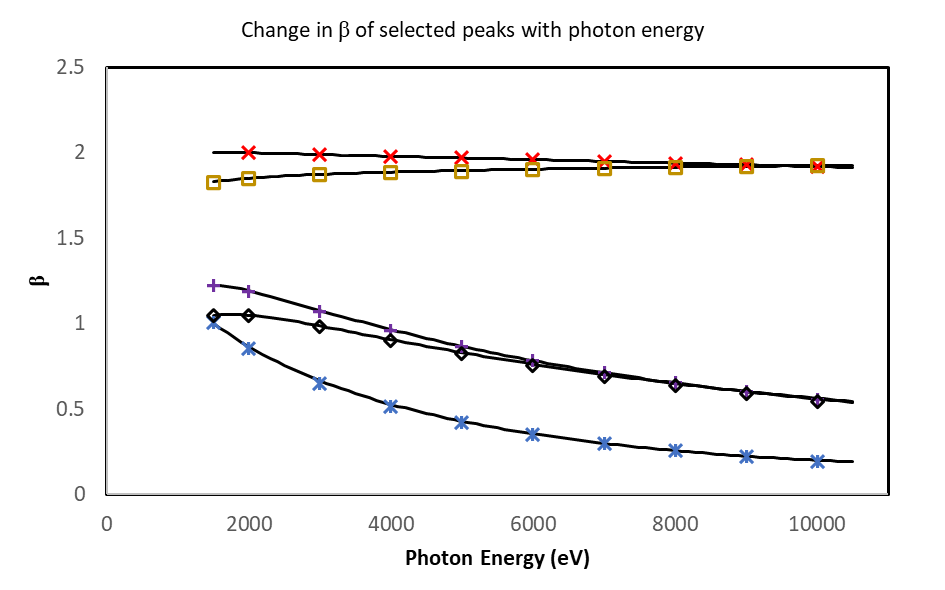 Change in β of selected peaks with photon energy
2.5
2
1.5
1
0.5
0
β
0 2000 4000 6000 8000 10000
Photon Energy (eV)